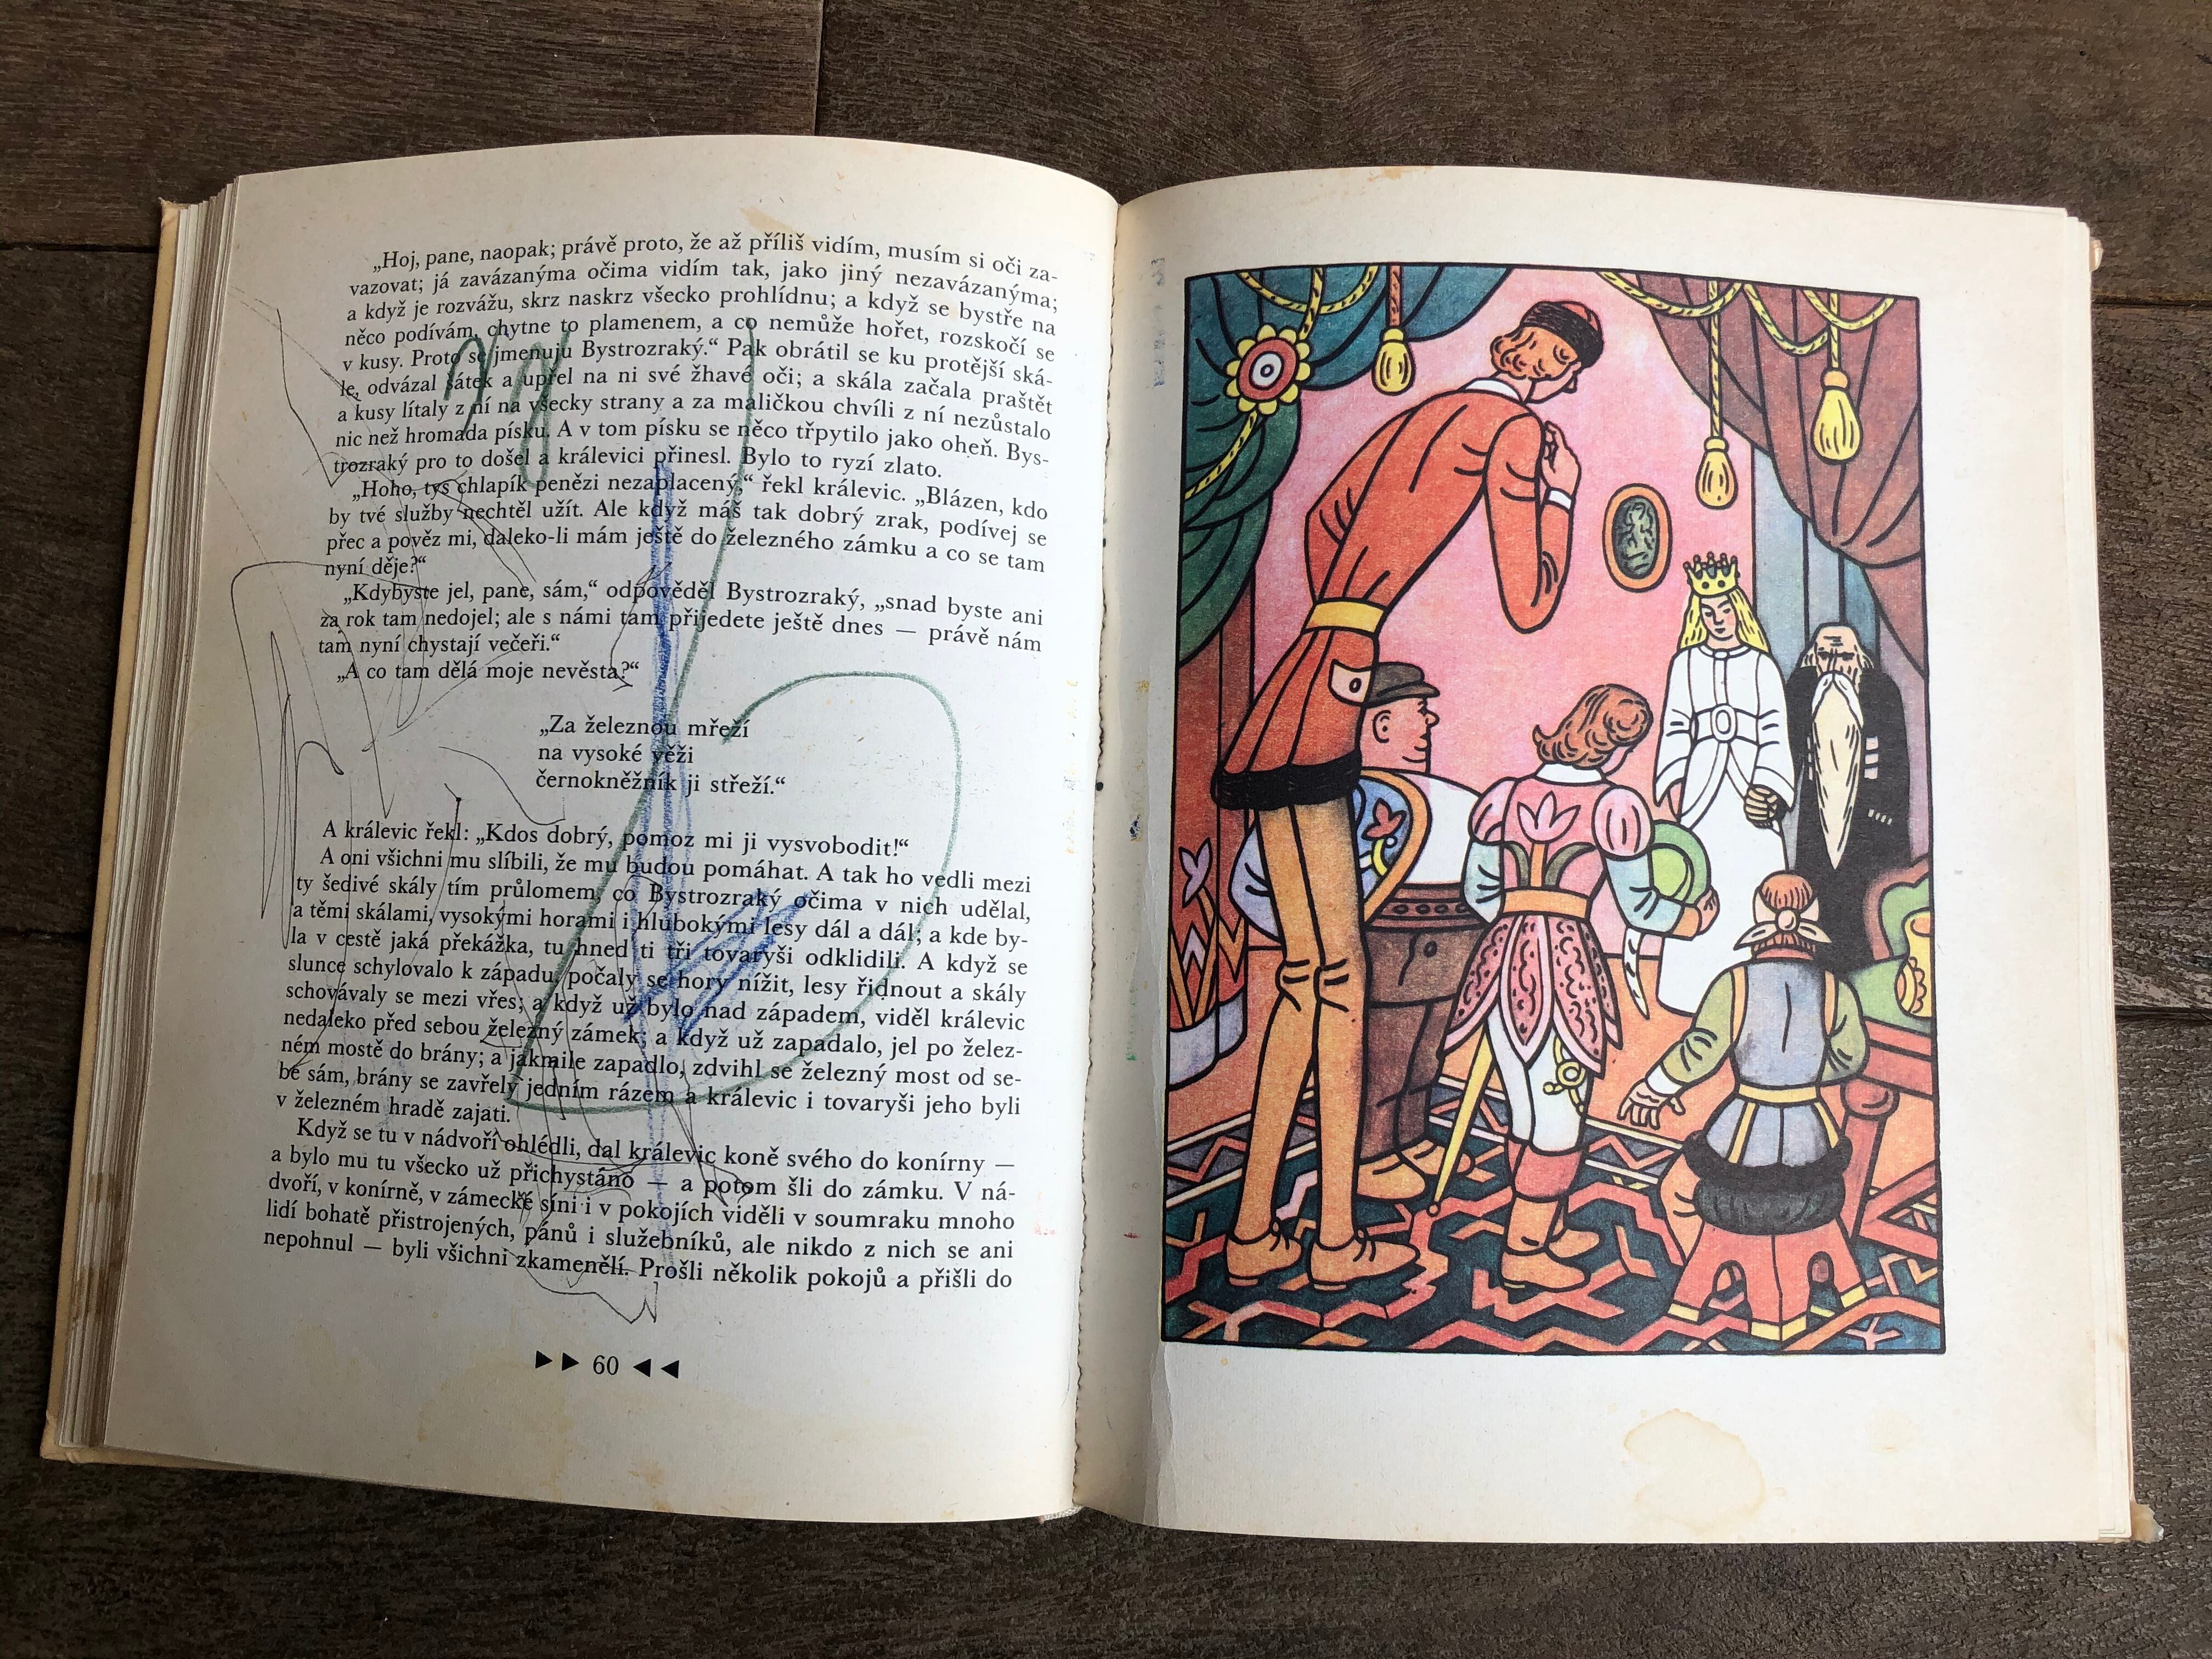 „Hoj, pane, naopak; právě proto, že až příliš vidím, musím si oči za-
vazovat; já zavázanýma očima vidím tak, jako jiný nezavázanýma;
a když je rozvážu, skrz naskrz všecko prohlídnu; a když se bystře na
něco podívám, chytne to plamenem, a co nemůže hořet, rozskočí se
v kusy. Proto se jmenuju Bystrozraký.“ Pak obrátil se ku protější ská-
le, odvázal šátek a upřel na ni své žhavé oči; a skála začala praštět
a kusy lítaly z ní na všecky strany a za maličkou chvíli z ní nezůstalo
nic než hromada písku. A v tom písku se něco třpytilo jako oheň. Bys-
trozraký pro to došel a královici přinesl. Bylo to ryzí zlato.
„Hoho, tys chlapík penězi nezaplacený,“ řekl králevic. „Blázen, kdo
by tvé služby nechtěl užít. Ale když máš tak dobrý zrak, podívej se
přec a pověz mi, daleko-li mám ještě do železného zámku a co se tam
nyní děje?“
„Kdybyste jel, pane, sám,“ odpověděl Bystrozraký, „snad byste ani
za rok tam nedojel; ale s námi tam přijedete ještě dnes — právě nám
tam nyní chystají večeři.“
„A co tam dělá moje nevěsta?“
„Za železnou mřeží
na vysoké věži
černokněžník ji střeží.“
A králevic řekl: „Kdos dobrý, pomoz mi ji vysvobodit!“
A oni všichni mu slíbili, že mu budou pomáhat. A tak ho vedli mezi
ty šedivé skály tím průlomem, co Bystrozraký očima v nich udělal,
a těmi skálami, vysokými horami i hlubokými lesy dál a dál; a kde by-
la v cestě jaká překážka, tu hned ti tři tovaryši odklidili. A když se
slunce schylovalo k západu, počaly se hory nížit, lesy řidnout a skály
schovávaly se mezi vřes; a když už bylo nad západem, viděl králevic
nedaleko před sebou železný zámek; a když už zapadalo, jel po želez-
ném mostě do brány; a jakmile zapadlo, zdvihl se železný most od se-
be sám, brány se zavřely jedním rázem a králevic i tovaryši jeho byli
v železném hradě zajati.
Když se tu v nádvoří ohlédli, dal králevic koně svého do konírny —
a bylo mu tu všecko už přichystáno — a potom šli do zámku. V ná-
dvoří, v konírně, v zámecké síni i v pokojích viděli v soumraku mnoho
lidí bohatě přistrojených, pánů i služebníků, ale nikdo z nich se ani
nepohnul — byli všichni zkamenělí. Prošli několik pokojů a přišli do
60